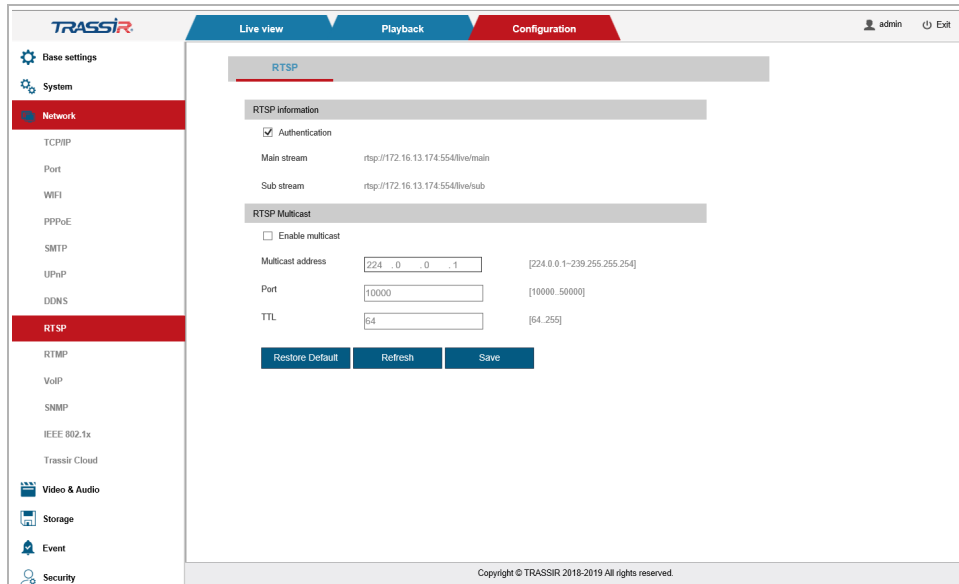 TRASSIR
Live view
Playback
Configuration
admin
Exit
Base settings
System
Network
TCP/IP
Port
WIFI
PPPoE
SMTP
UPnP
DDNS
RTSP
RTMP
VoIP
SNMP
IEEE 802.1x
Trassir Cloud
Video & Audio
Storage
Event
Security
RTSP
RTSP information
Authentication
Main stream rtsp://172.16.13.174:554/live/main
Sub stream rtsp://172.16.13.174:554/live/sub
RTSP Multicast
Enable multicast
Multicast address 224 .0 .0 .1 [224.0.0.1~239.255.255.254]
Port 10000 [10000..50000]
TTL 64 [64..255]
Restore Default Refresh Save
Copyright © TRASSIR 2018-2019 All rights reserved.